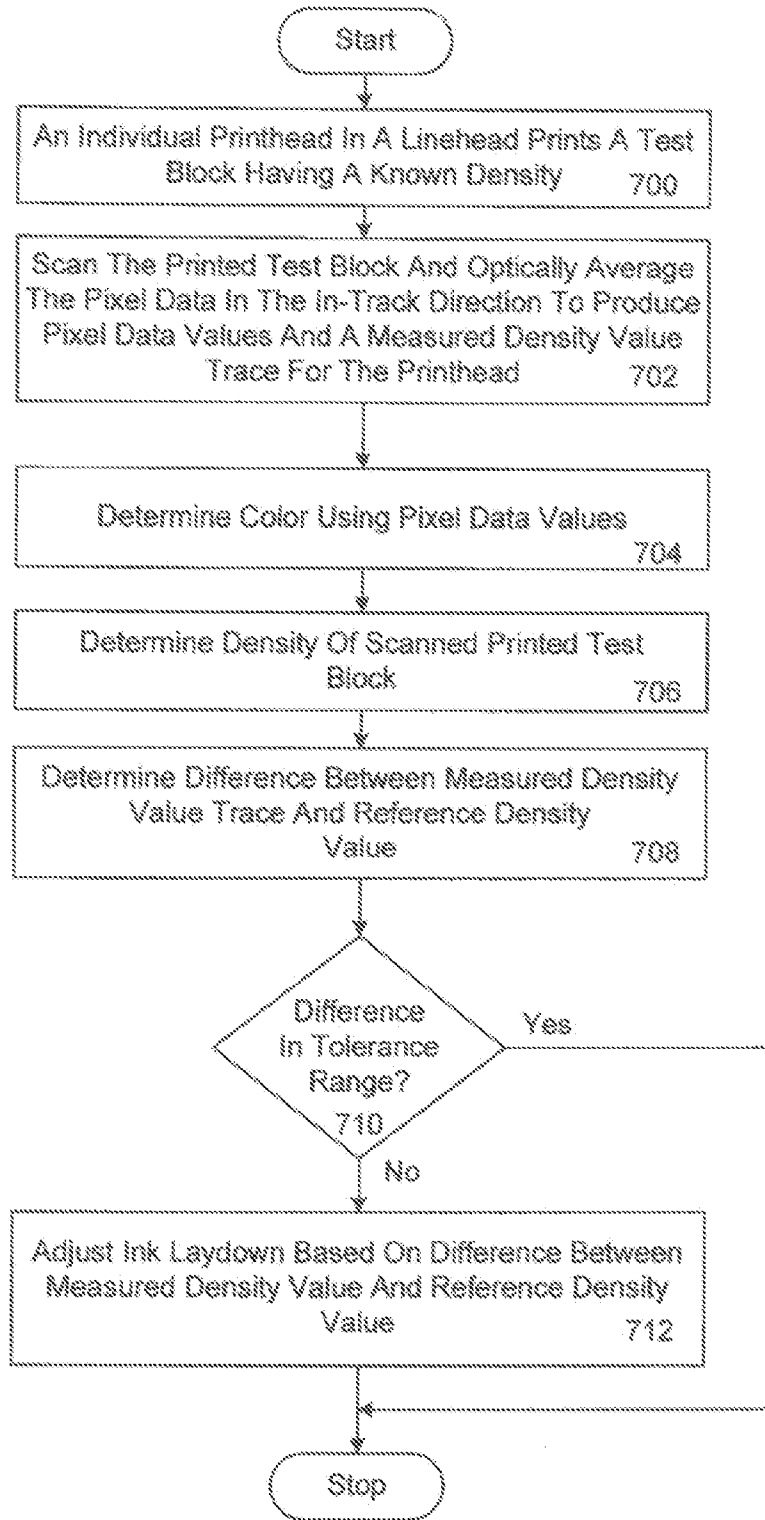 Start
An Individual Printhead In A Linehead Prints A Test
Block Having A Known Density
700
Scan The Printed Test Block And Optically Average
The Pixel Data In The In-Track Direction To Produce
Pixel Data Values And A Measured Density Value
Trace For The Printhead
702
Determine Color Using Pixel Data Values
704
Determine Density Of Scanned Printed Test
Block
706
Determine Difference Between Measured Density
Value Trace And Reference Density
Value
708
Difference
In Tolerance
Range?
710
Yes
No
Adjust Ink Laydown Based On Difference Between
Measured Density Value And Reference Density
Value
712
Stop